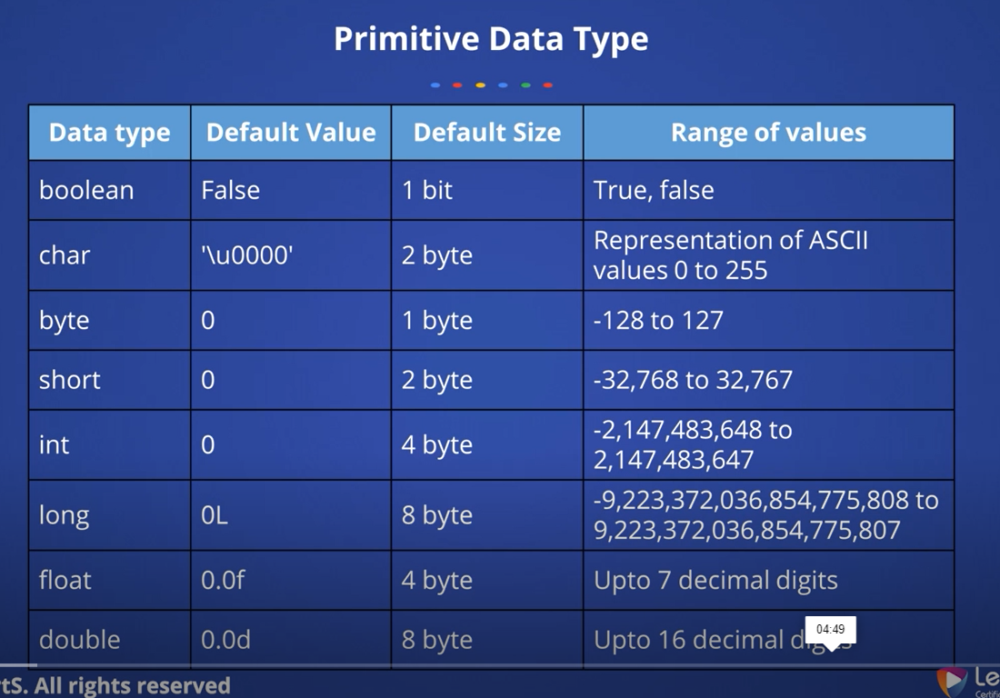 Primitive Data Type
Data type Default Value Default Size Range of values
boolean False 1 bit True, false
char '\u0000' 2 byte Representation of ASCII
values 0 to 255
byte 0 1 byte -128 to 127
short 0 2 byte -32,768 to 32,767
int 0 4 byte -2,147,483,648 to
2,147,483,647
long 0L 8 byte -9,223,372,036,854,775,808 to
9,223,372,036,854,775,807
float 0.0f 4 byte Upto 7 decimal digits
double 0.0d 8 byte Upto 16 decimal
04:49
All rights reserved